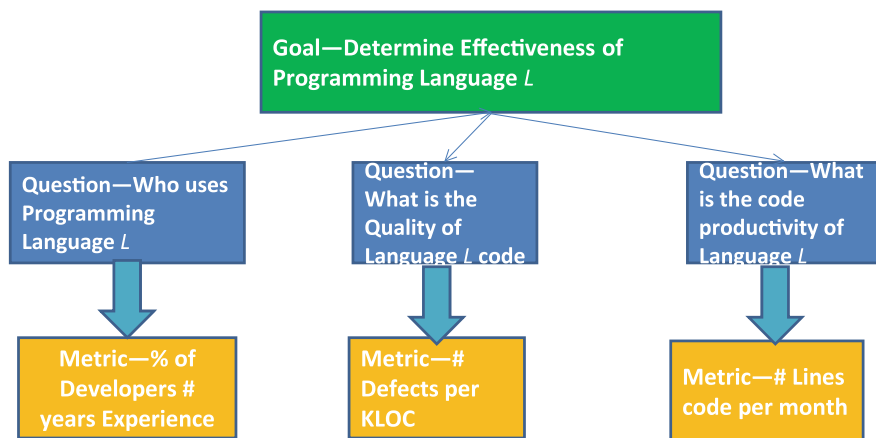 Goal—Determine Effectiveness of
Programming Language L
Question—Who uses
Programming
Language L
Question—
What is the
Quality of
Language L code
Question—What
is the code
productivity of
Language L
Metric—% of
Developers #
years Experience
Metric—#
Defects per
KLOC
Metric—# Lines
code per month